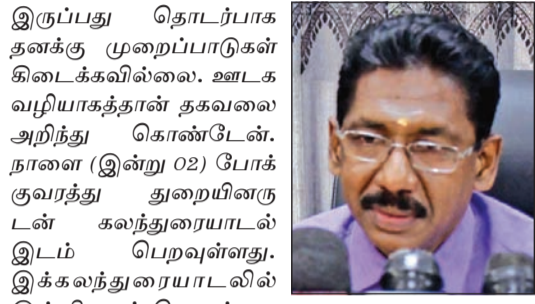 இருப்பது தொடர்பாக
தனக்கு முறைப்பாடுகள்
கிடைக்கவில்லை. ஊடக
வழியாகத்தான் தகவலை
அறிந்து கொண்டேன்.
நாளை (இன்று 02) போக்
குவரத்து துறையினரு
டன் கலந்துரையாடல்
இடம் பெறவுள்ளது.
இக்கலந்துரையாடலில்